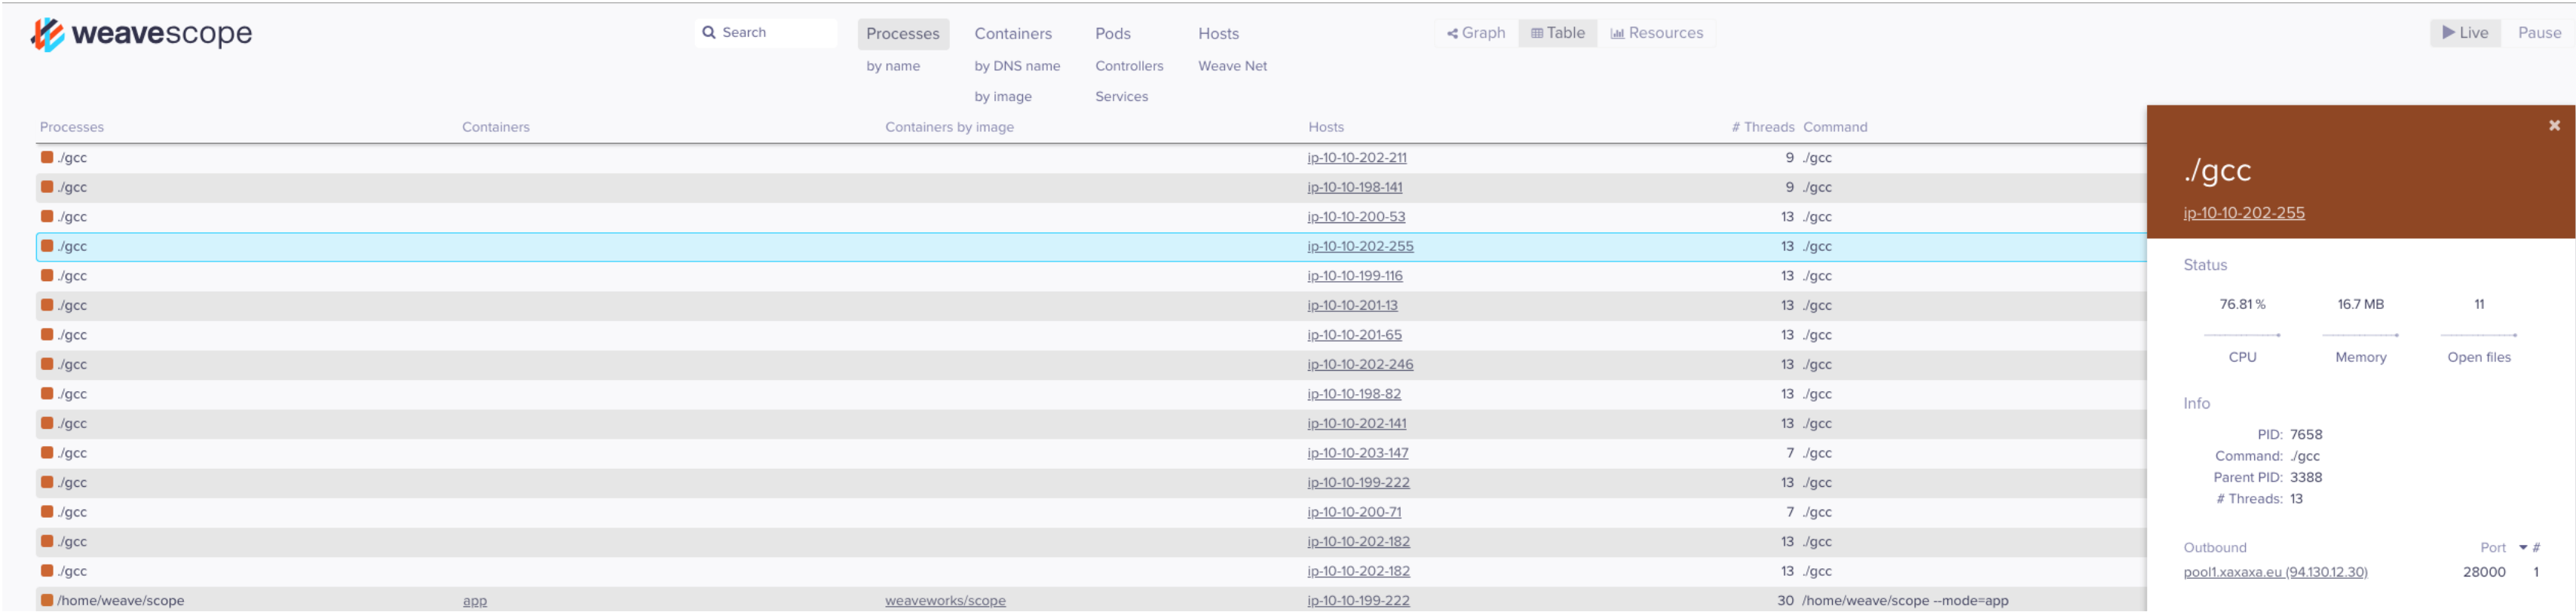 weavescope
Search
Processes Containers Pods Hosts
Graph Table Resources
Live Pause
by name by DNS name Controllers Weave Net
by image Services
Processes Containers Containers by image Hosts # Threads Command
./gcc ip-10-10-202-211 9 ./gcc
./gcc ip-10-10-198-141 9 ./gcc
./gcc ip-10-10-200-53 13 ./gcc
./gcc ip-10-10-202-255 13 ./gcc
./gcc ip-10-10-199-116 13 ./gcc
./gcc ip-10-10-201-13 13 ./gcc
./gcc ip-10-10-201-65 13 ./gcc
./gcc ip-10-10-202-246 13 ./gcc
./gcc ip-10-10-198-82 13 ./gcc
./gcc ip-10-10-202-141 13 ./gcc
./gcc ip-10-10-203-147 7 ./gcc
./gcc ip-10-10-199-222 13 ./gcc
./gcc ip-10-10-200-71 7 ./gcc
./gcc ip-10-10-202-182 13 ./gcc
./gcc ip-10-10-202-182 13 ./gcc
/home/weave/scope app weaveworks/scope ip-10-10-199-222 30 /home/weave/scope --mode=app
./gcc
ip-10-10-202-255
Status
76.81 % 16.7 MB 11
CPU Memory Open files
Info
PID: 7658
Command: ./gcc
Parent PID: 3388
# Threads: 13
Outbound Port #
pool1.xaxaxa.eu (94.130.12.30) 28000 1